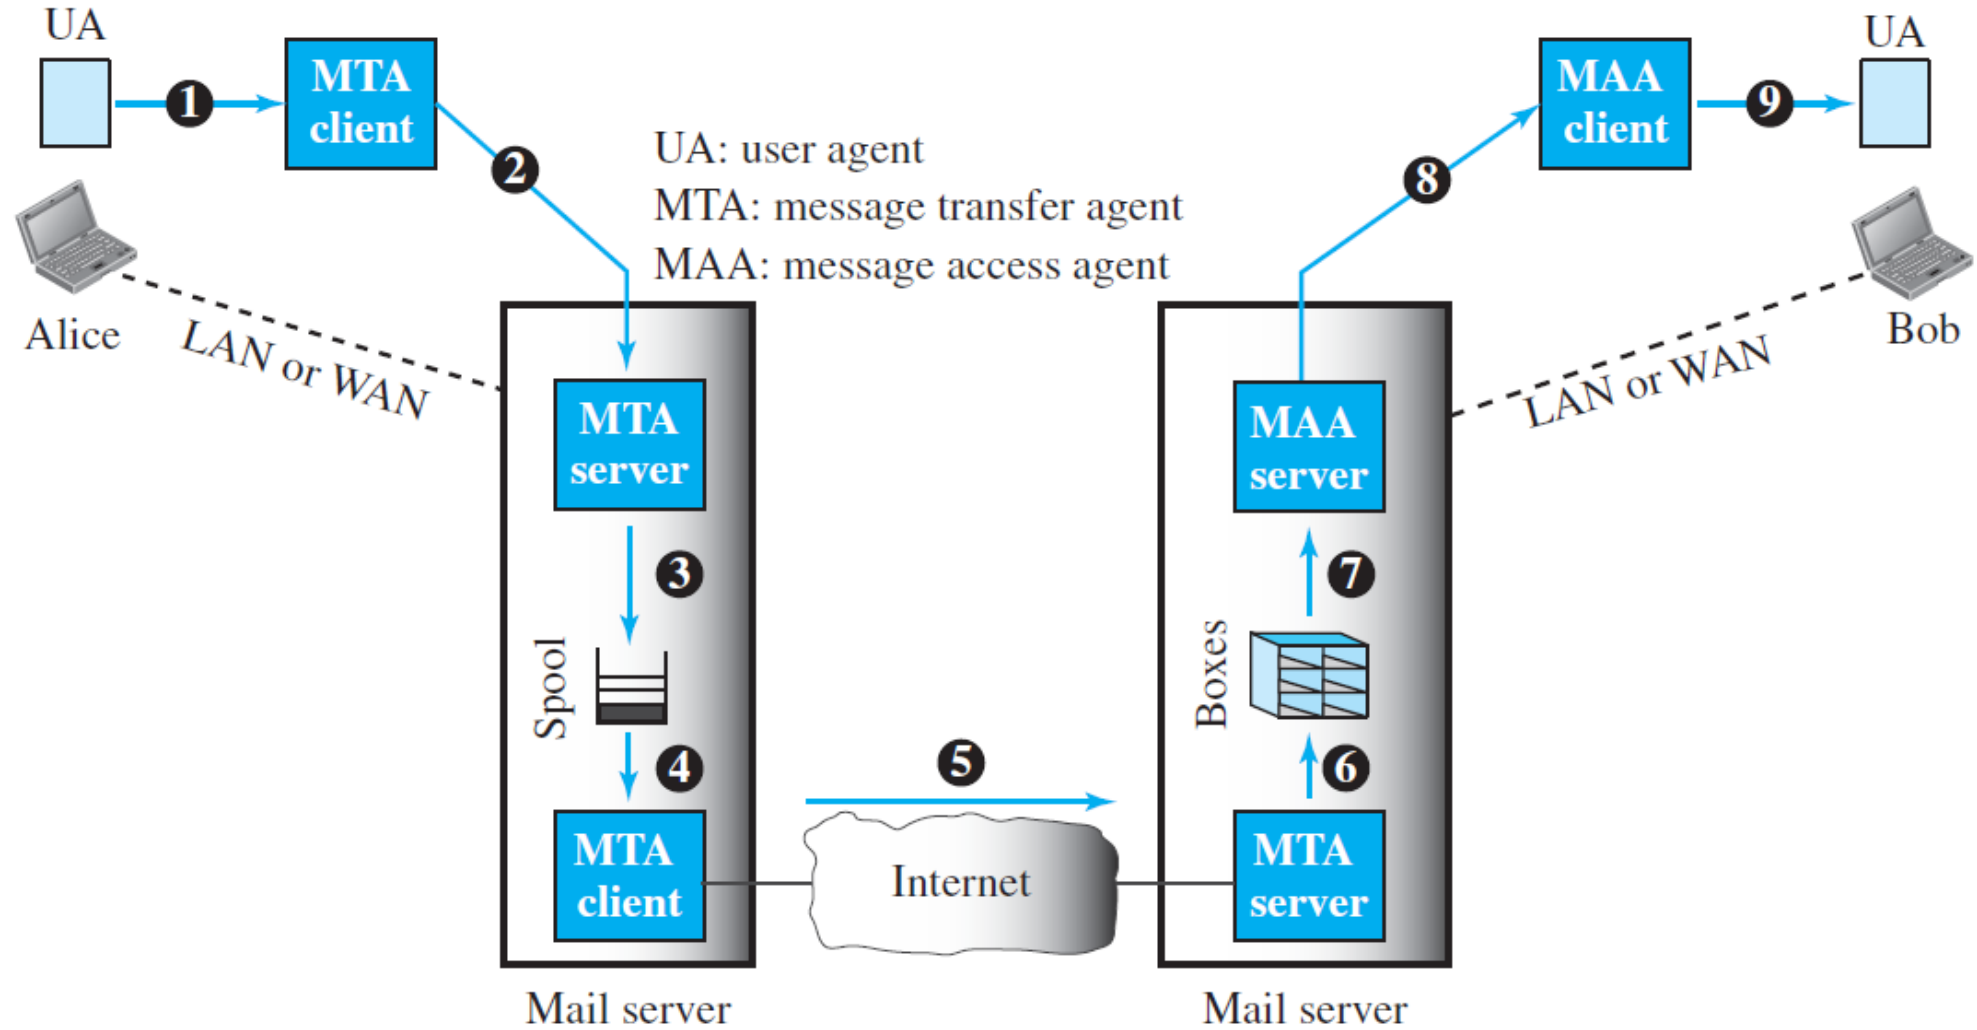 UA
MTA
client
1
2
UA: user agent
MTA: message transfer agent
MAA: message access agent
8
MAA
client
9
UA
Alice
LAN or WAN
Bob
LAN or WAN
MTA
server
3
Spool
4
MTA
client
Mail server
5
Internet
MAA
server
7
Boxes
6
MTA
server
Mail server